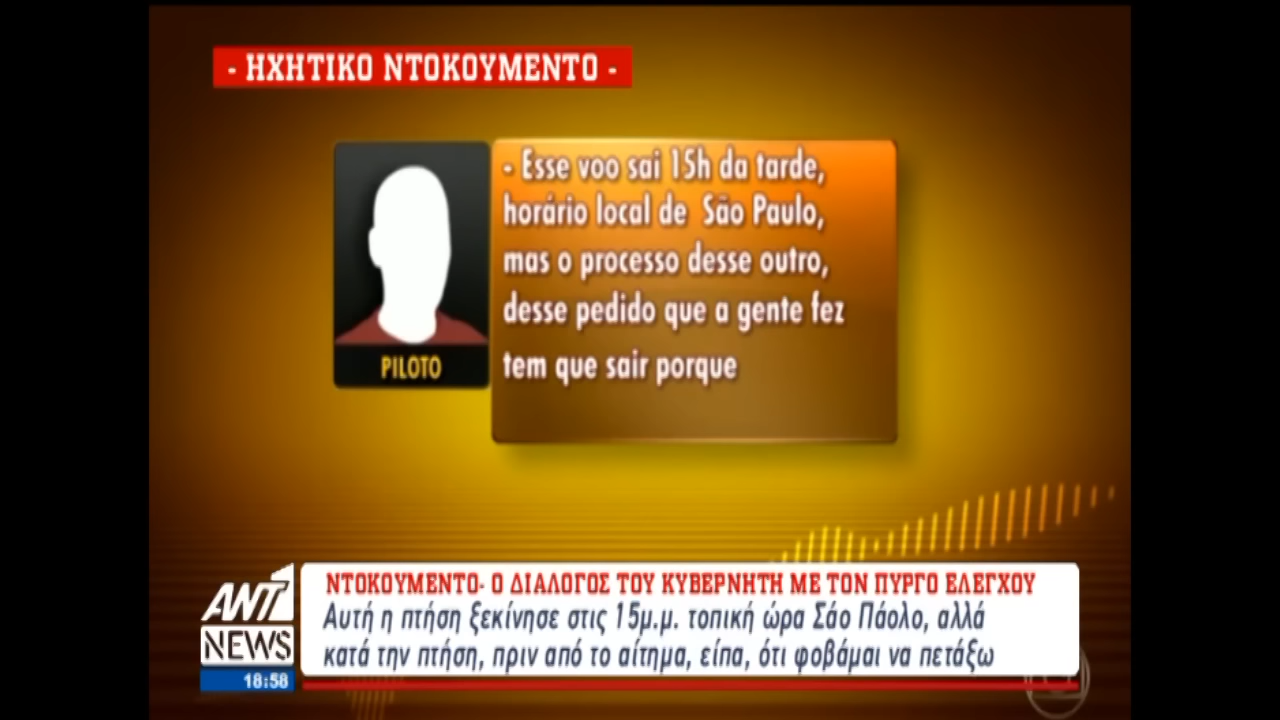 - ΗΧΗΤΙΚΟ ΝΤΟΚΟΥΜΕΝΤΟ -
- Esse voo sai 15h da tarde,
horário local de São Paulo,
mas o processo desse outro,
desse pedido que a gente fez
tem que sair porque
PILOTO
ΝΤΟΚΟΥΜΕΝΤΟ- Ο ΔΙΑΛΟΓΟΣ ΤΟΥ ΚΥΒΕΡΝΗΤΗ ΜΕ ΤΟΝ ΠΥΡΓΟ ΕΛΕΓΧΟΥ
Αυτή η πτήση ξεκίνησε στις 15μ.μ. τοπική ώρα Σάο Πάολο, αλλά
κατά την πτήση, πριν από το αίτημα, είπα, ότι φοβάμαι να πετάξω
ANT1
NEWS
18:58